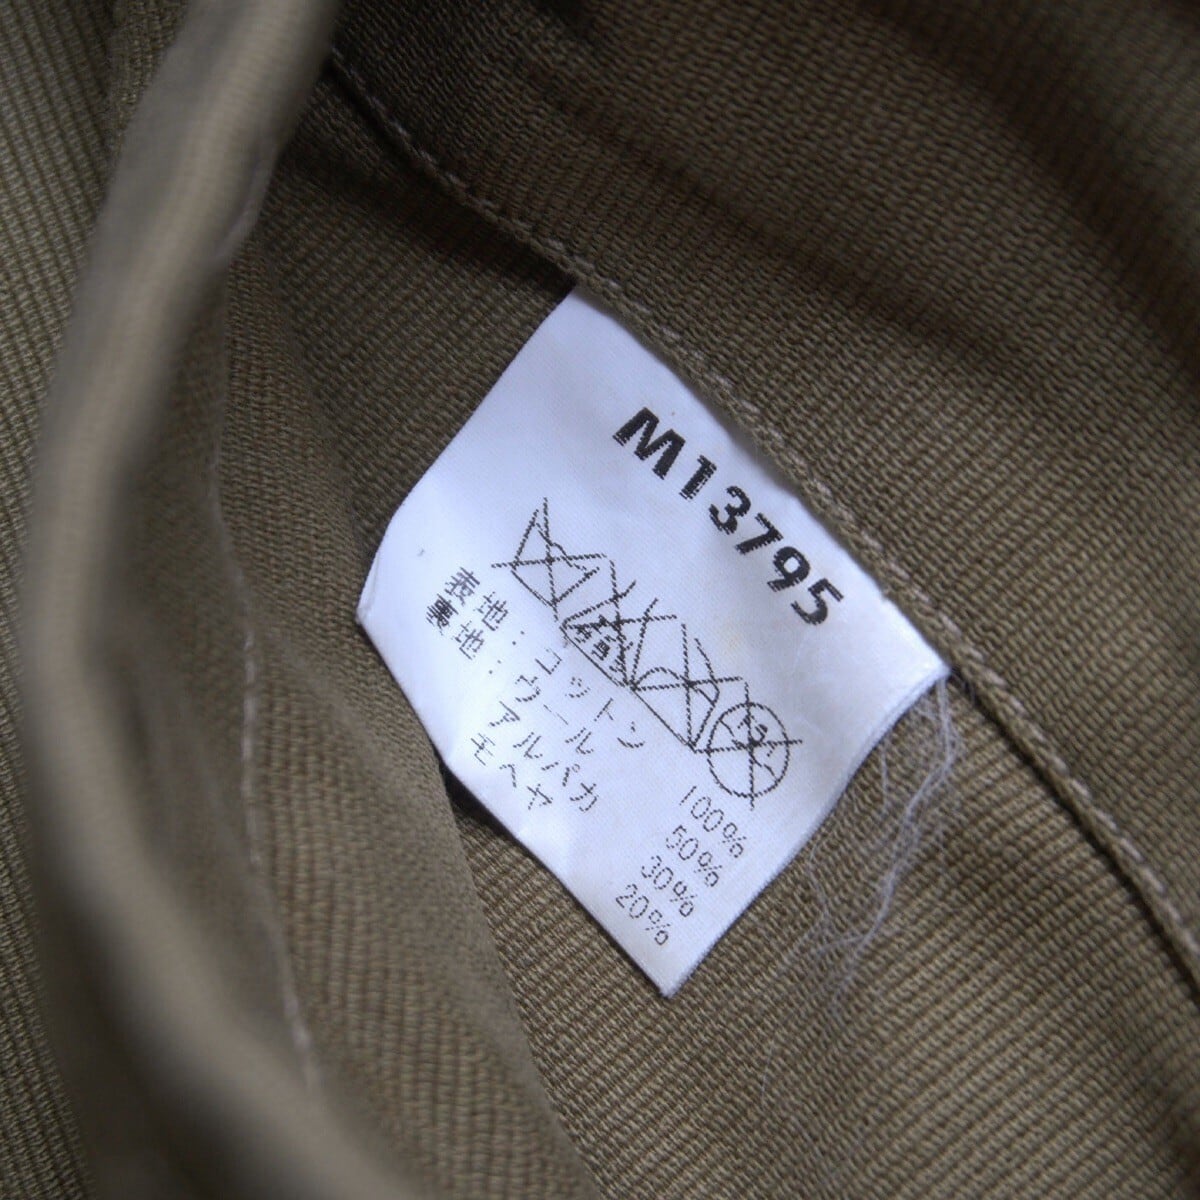 M13795
表地:コットン 100%
裏地:ウール 50%
アルパカ 30%
モヘヤ 20%